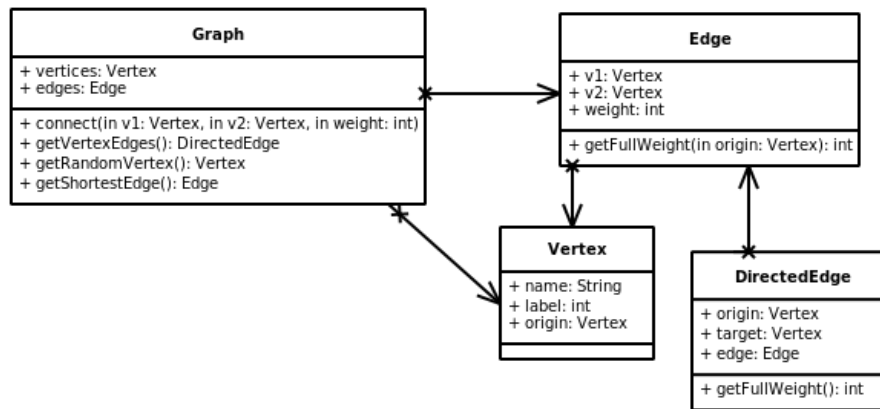 Graph
+ vertices: Vertex
+ edges: Edge
+ connect(in v1: Vertex, in v2: Vertex, in weight: int)
+ getVertexEdges(): DirectedEdge
+ getRandomVertex(): Vertex
+ getShortestEdge(): Edge
Edge
+ v1: Vertex
+ v2: Vertex
+ weight: int
+ getFullWeight(in origin: Vertex): int
Vertex
+ name: String
+ label: int
+ origin: Vertex
DirectedEdge
+ origin: Vertex
+ target: Vertex
+ edge: Edge
+ getFullWeight(): int